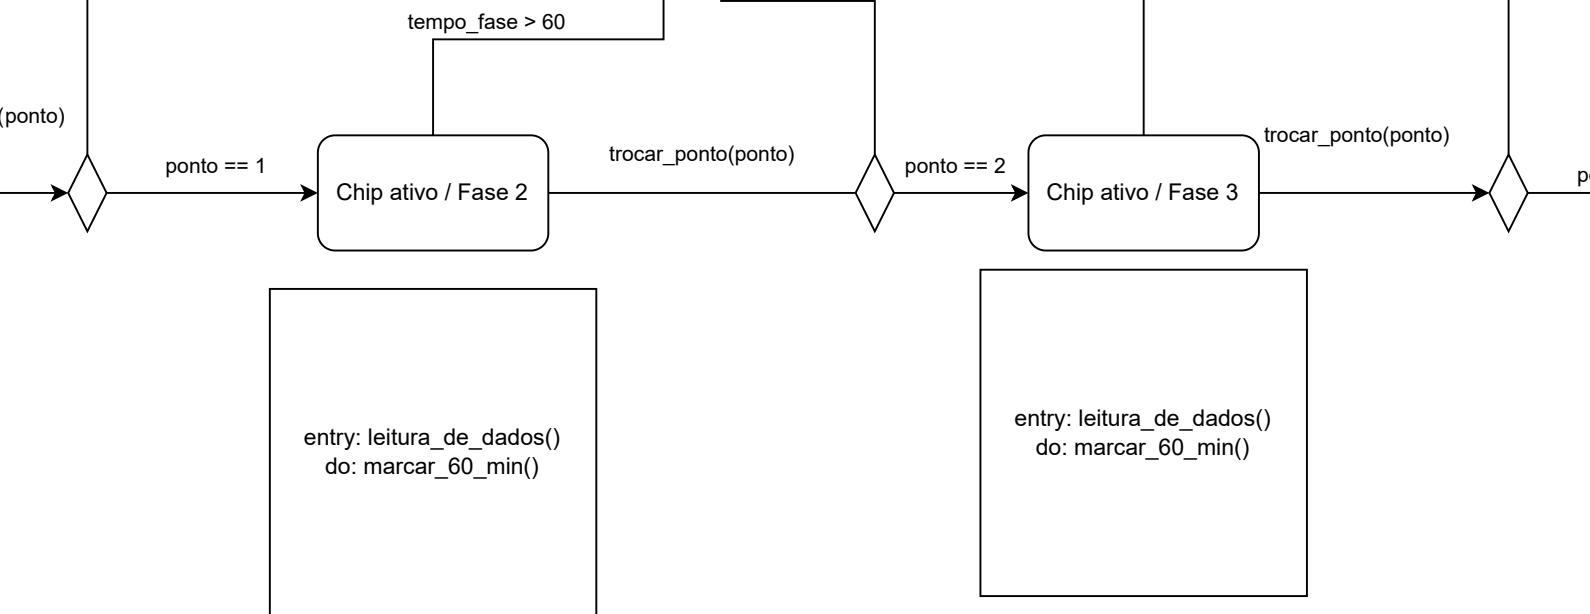 tempo_fase > 60
(ponto)
ponto == 1
Chip ativo / Fase 2
trocar_ponto(ponto)
ponto == 2
Chip ativo / Fase 3
trocar_ponto(ponto)
entry: leitura_de_dados()
do: marcar_60_min()
entry: leitura_de_dados()
do: marcar_60_min()